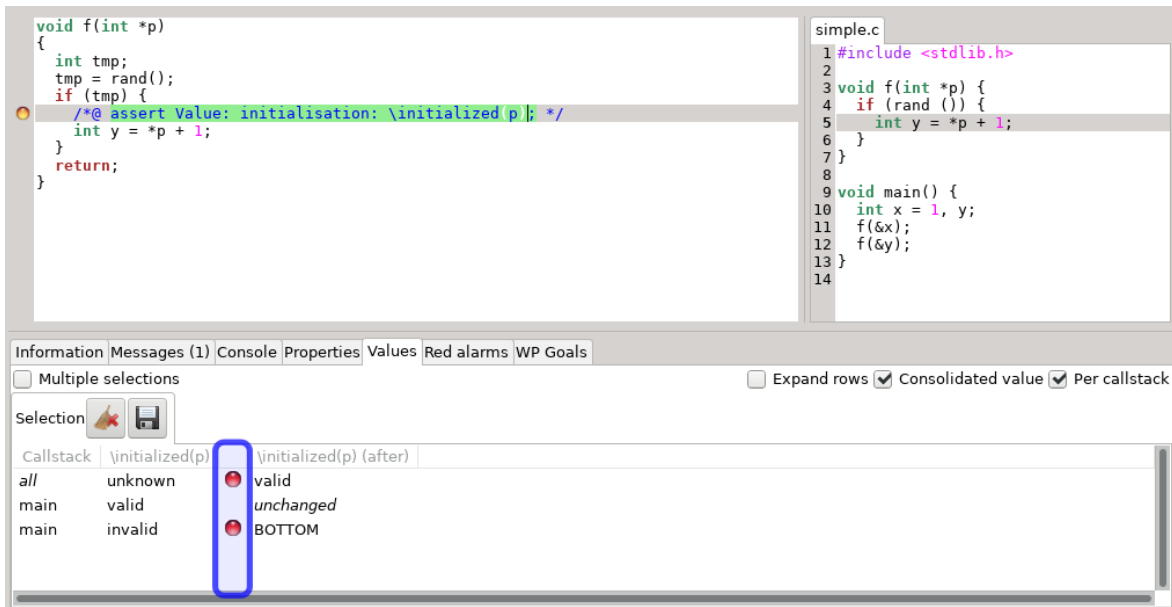 void f(int *p)
{
  int tmp;
  tmp = rand();
  if (tmp) {
    /*@ assert Value: initialisation: \initialized(p); */
    int y = *p + 1;
  }
  return;
}
simple.c
1 #include <stdlib.h>
2
3 void f(int *p) {
4   if (rand ()) {
5     int y = *p + 1;
6   }
7 }
8
9 void main() {
10   int x = 1, y;
11   f(&x);
12   f(&y);
13 }
14
Information Messages (1) Console Properties Values Red alarms WP Goals
Multiple selections Expand rows Consolidated value Per callstack
Selection
Callstack \initialized(p) \initialized(p) (after)
all unknown valid
main valid unchanged
main invalid BOTTOM